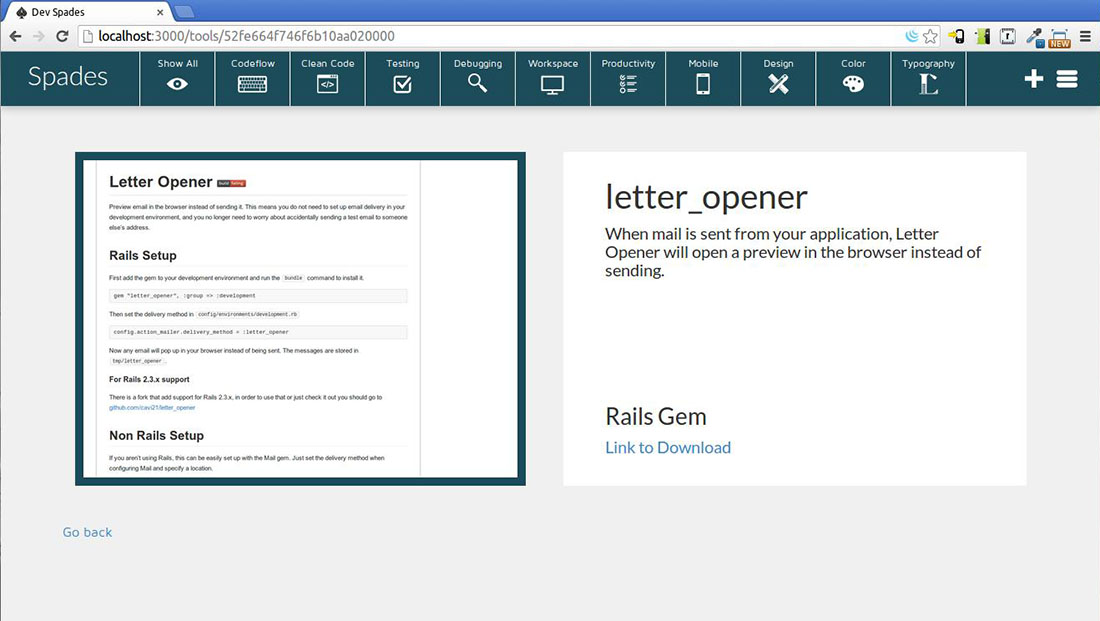 Dev Spades
localhost:3000/tools/52fe664f746f6b10aa020000
NEW
Spades
Show All
Codeflow
Clean Code
Testing
Debugging
Workspace
Productivity
Mobile
Design
Color
Typography
Letter Opener
Preview email in the browser instead of sending it. This means you do not need to set up email delivery in your
development environment, and you no longer need to worry about accidentally sending a test email to someone
else's address.
Rails Setup
First add the gem to your development environment and run the bundle command to install it.
gem "letter_opener", :group => :development
Then set the delivery method in config/environments/development.rb
config.action_mailer.delivery_method = :letter_opener
Now any email will pop up in your browser instead of being sent. The messages are stored in
tmp/letter_opener .
For Rails 2.3.x support
There is a fork that add support for Rails 2.3.x, in order to use that or just check it out you should go to
github.com/cavi21/letter_opener
Non Rails Setup
If you aren't using Rails, this can be easily set up with the Mail gem. Just set the delivery method when
configuring Mail and specify a location.
letter_opener
When mail is sent from your application, Letter
Opener will open a preview in the browser instead of
sending.
Rails Gem
Link to Download
Go back